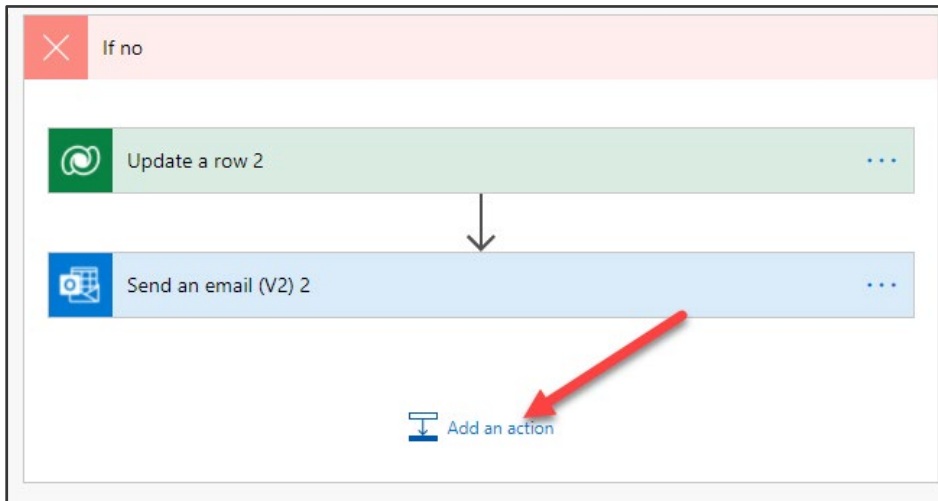 If no
Update a row 2
Send an email (V2) 2
Add an action